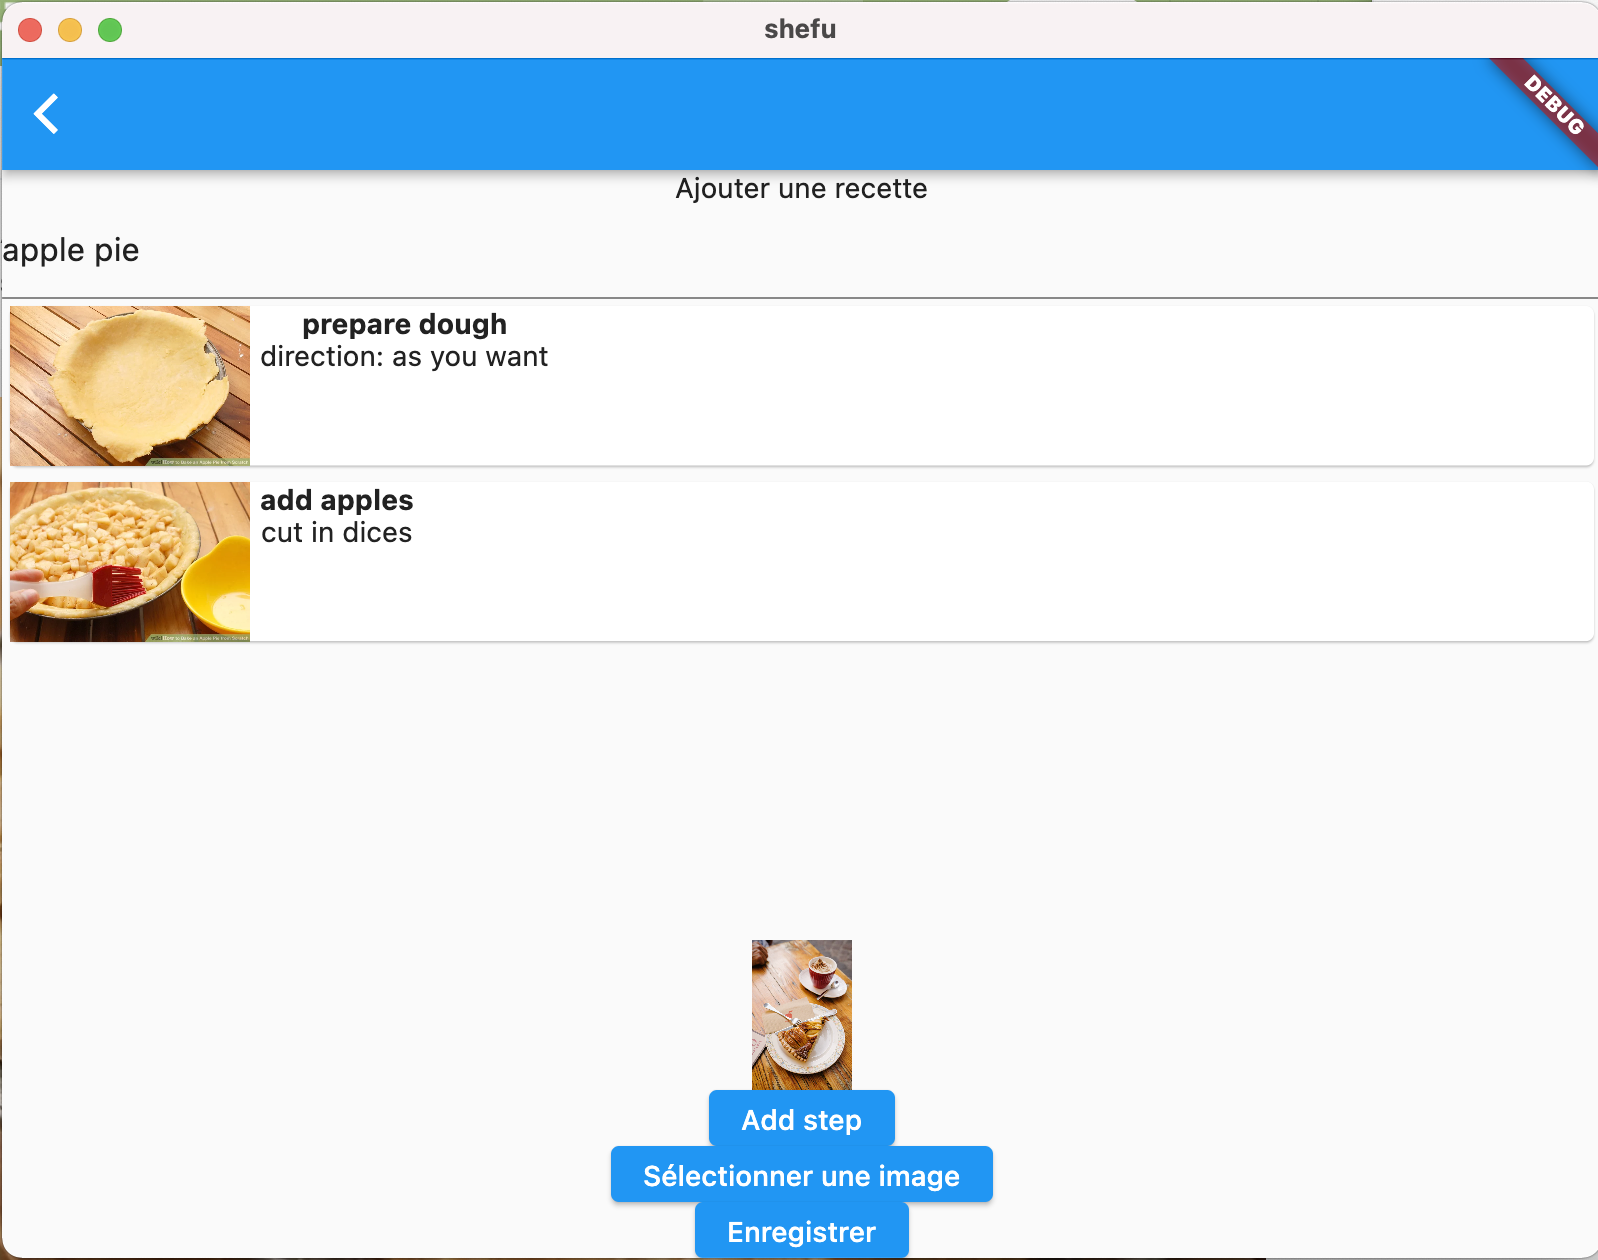 shefu
DEBUG
Ajouter une recette
apple pie
prepare dough
direction: as you want
add apples
cut in dices
Add step
Sélectionner une image
Enregistrer